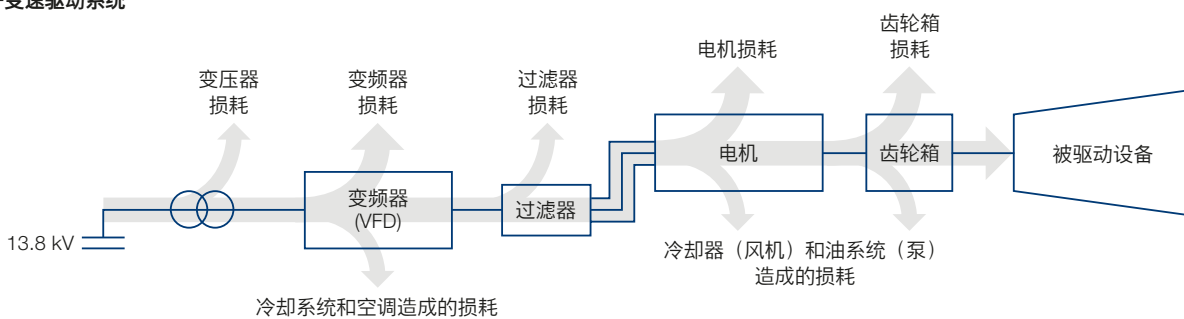 变速驱动系统
变压器
损耗
变频器
损耗
过滤器
损耗
电机损耗
齿轮箱
损耗
13.8 kV
变频器
(VFD)
过滤器
电机
齿轮箱
被驱动设备
冷却系统和空调造成的损耗
冷却器（风机）和油系统（泵）
造成的损耗